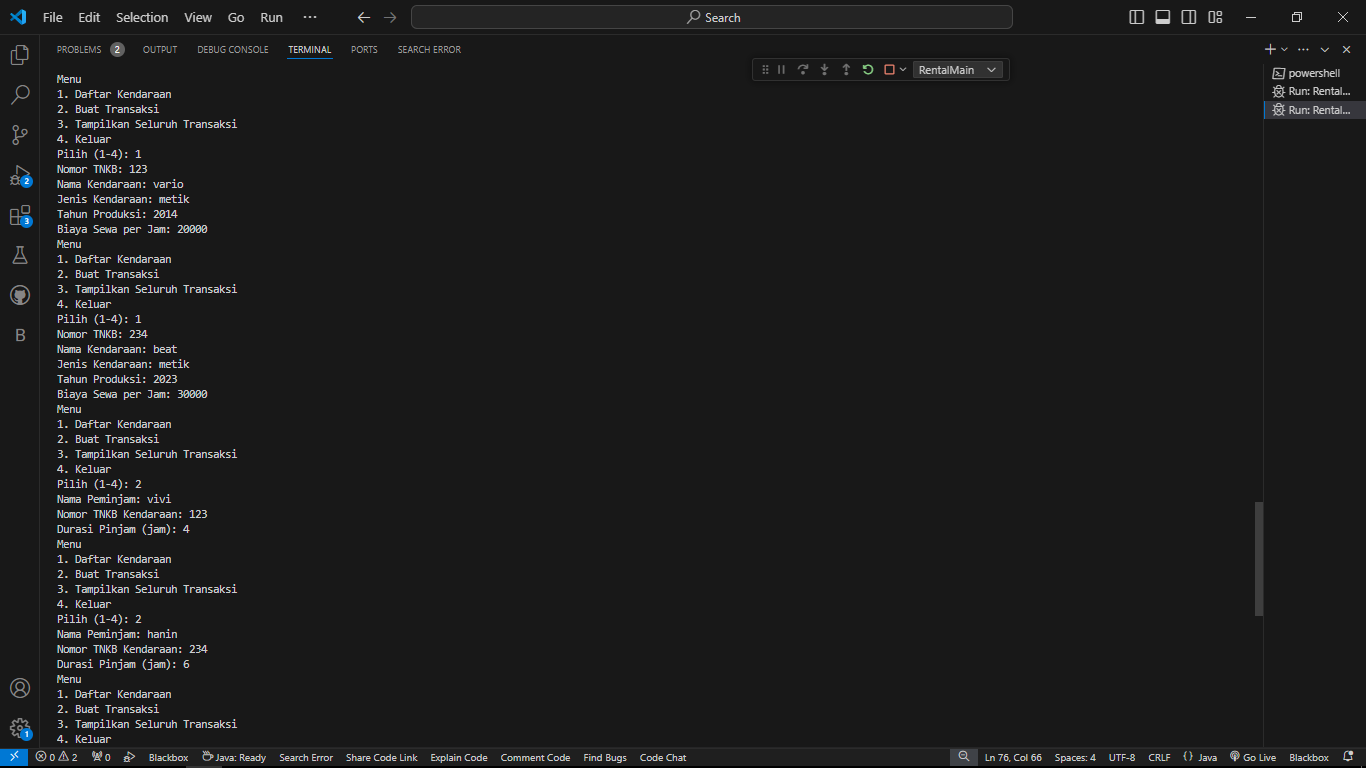 File Edit Selection View Go Run ··· Search
PROBLEMS 2 OUTPUT DEBUG CONSOLE TERMINAL PORTS SEARCH ERROR
RentalMain
powershell
Run: Rental...
Run: Rental...
Menu
1. Daftar Kendaraan
2. Buat Transaksi
3. Tampilkan Seluruh Transaksi
4. Keluar
Pilih (1-4): 1
Nomor TNKB: 123
Nama Kendaraan: vario
Jenis Kendaraan: metik
Tahun Produksi: 2014
Biaya Sewa per Jam: 20000
Menu
1. Daftar Kendaraan
2. Buat Transaksi
3. Tampilkan Seluruh Transaksi
4. Keluar
Pilih (1-4): 1
Nomor TNKB: 234
Nama Kendaraan: beat
Jenis Kendaraan: metik
Tahun Produksi: 2023
Biaya Sewa per Jam: 30000
Menu
1. Daftar Kendaraan
2. Buat Transaksi
3. Tampilkan Seluruh Transaksi
4. Keluar
Pilih (1-4): 2
Nama Peminjam: vivi
Nomor TNKB Kendaraan: 123
Durasi Pinjam (jam): 4
Menu
1. Daftar Kendaraan
2. Buat Transaksi
3. Tampilkan Seluruh Transaksi
4. Keluar
Pilih (1-4): 2
Nama Peminjam: hanin
Nomor TNKB Kendaraan: 234
Durasi Pinjam (jam): 6
Menu
1. Daftar Kendaraan
2. Buat Transaksi
3. Tampilkan Seluruh Transaksi
4. Keluar
2
3
B
1
0 2 0 Blackbox Java: Ready Search Error Share Code Link Explain Code Comment Code Find Bugs Code Chat Ln 76, Col 66 Spaces: 4 UTF-8 CRLF {} Java Go Live Blackbox